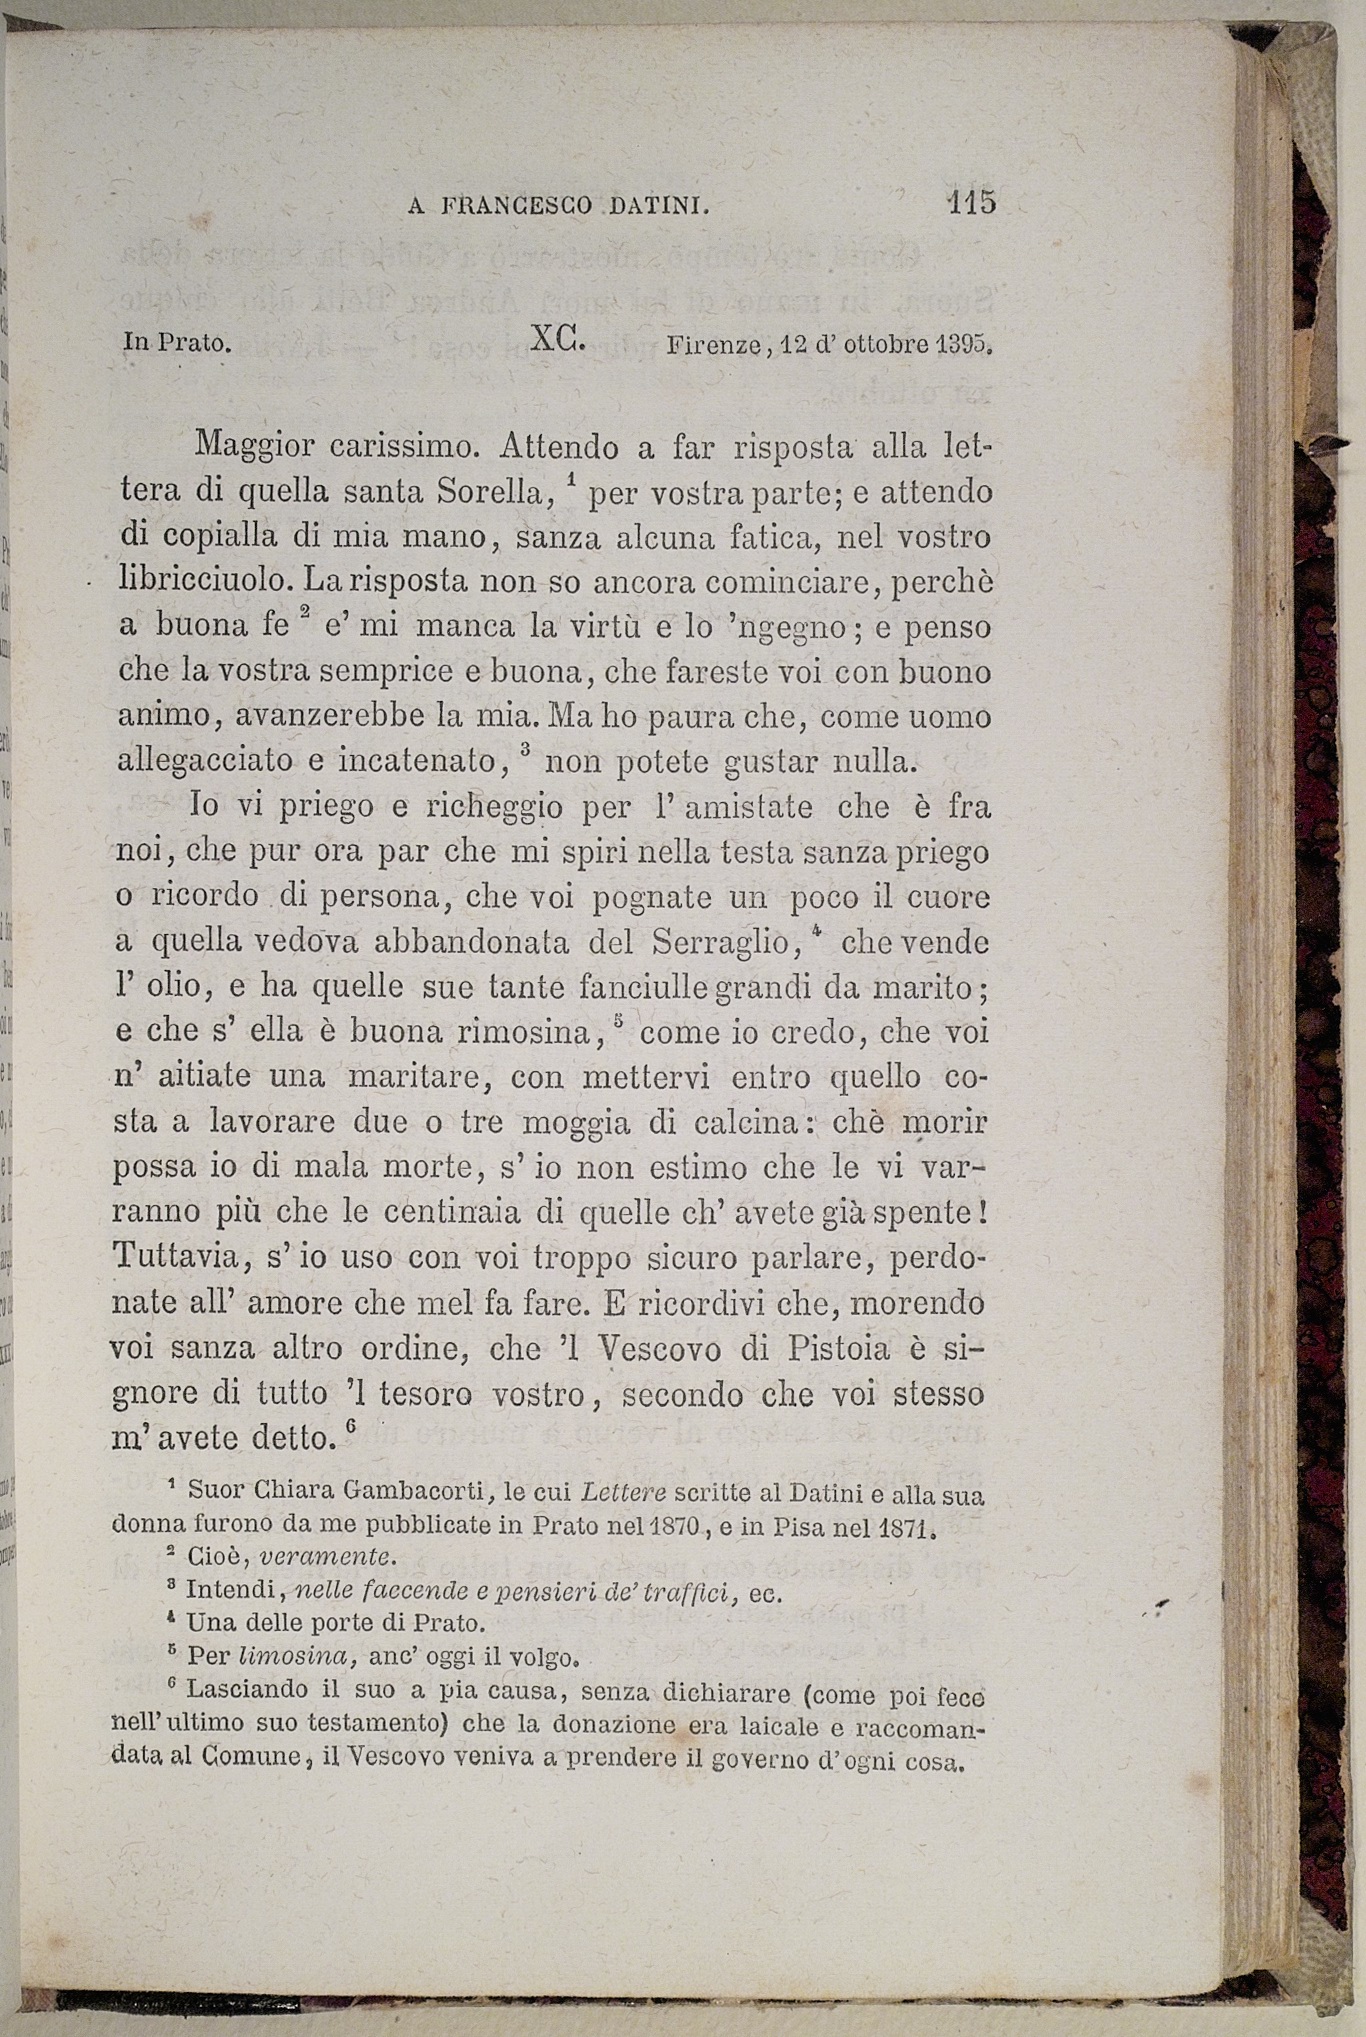 A FRANCESCO DATINI. 115
In Prato. XC. Firenze, 12 d' ottobre 1395.
Maggior carissimo. Attendo a far risposta alla let-
tera di quella santa Sorella, ¹ per vostra parte; e attendo
di copialla di mia mano, sanza alcuna fatica, nel vostro
libricciuolo. La risposta non so ancora cominciare, perchè
a buona fe ² e' mi manca la virtù e lo 'ngegno; e penso
che la vostra semprice e buona, che fareste voi con buono
animo, avanzerebbe la mia. Ma ho paura che, come uomo
allegacciato e incatenato, ³ non potete gustar nulla.
Io vi priego e richeggio per l' amistate che è fra
noi, che pur ora par che mi spiri nella testa sanza priego
o ricordo di persona, che voi pognate un poco il cuore
a quella vedova abbandonata del Serraglio, ⁴ che vende
l' olio, e ha quelle sue tante fanciulle grandi da marito;
e che s' ella è buona rimosina, ⁵ come io credo, che voi
n' aitiate una maritare, con mettervi entro quello co-
sta a lavorare due o tre moggia di calcina: chè morir
possa io di mala morte, s' io non estimo che le vi var-
ranno più che le centinaia di quelle ch' avete già spente!
Tuttavia, s' io uso con voi troppo sicuro parlare, perdo-
nate all' amore che mel fa fare. E ricordivi che, morendo
voi sanza altro ordine, che 'l Vescovo di Pistoia è si-
gnore di tutto 'l tesoro vostro, secondo che voi stesso
m' avete detto. ⁶
¹ Suor Chiara Gambacorti, le cui Lettere scritte al Datini e alla sua
donna furono da me pubblicate in Prato nel 1870, e in Pisa nel 1871.
² Cioè, veramente.
³ Intendi, nelle faccende e pensieri de' traffici, ec.
⁴ Una delle porte di Prato.
⁵ Per limosina, anc' oggi il volgo.
⁶ Lasciando il suo a pia causa, senza dichiarare (come poi fece
nell' ultimo suo testamento) che la donazione era laicale e raccoman-
data al Comune, il Vescovo veniva a prendere il governo d' ogni cosa.